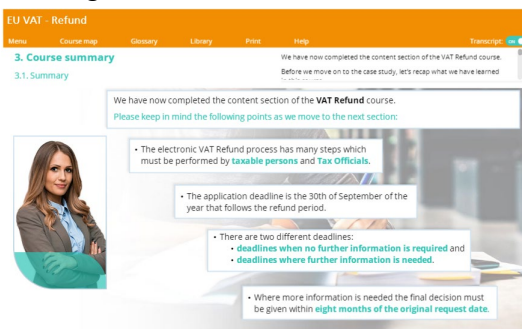 EU VAT - Refund
Menu Course map Glossary Library Print Help Transcript: ON
3. Course summary
3.1. Summary
We have now completed the content section of the VAT Refund course.
Before we move on to the case study, let's recap what we have learned
We have now completed the content section of the VAT Refund course.
Please keep in mind the following points as we move to the next section:
• The electronic VAT Refund process has many steps which
must be performed by taxable persons and Tax Officials.
• The application deadline is the 30th of September of the
year that follows the refund period.
• There are two different deadlines:
• deadlines when no further information is required and
• deadlines where further information is needed.
• Where more information is needed the final decision must
be given within eight months of the original request date.